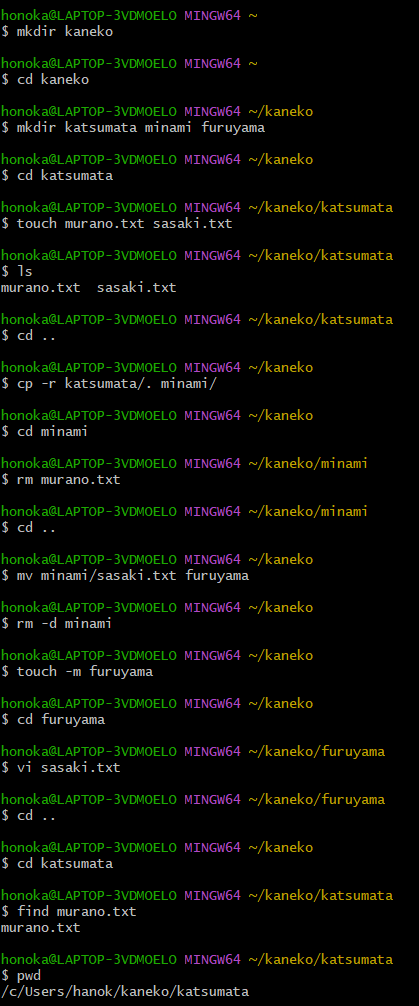 honoka@LAPTOP-3VDMOELO MINGW64 ~
$ mkdir kaneko
honoka@LAPTOP-3VDMOELO MINGW64 ~
$ cd kaneko
honoka@LAPTOP-3VDMOELO MINGW64 ~/kaneko
$ mkdir katsumata minami furuyama
honoka@LAPTOP-3VDMOELO MINGW64 ~/kaneko
$ cd katsumata
honoka@LAPTOP-3VDMOELO MINGW64 ~/kaneko/katsumata
$ touch murano.txt sasaki.txt
honoka@LAPTOP-3VDMOELO MINGW64 ~/kaneko/katsumata
$ ls
murano.txt  sasaki.txt
honoka@LAPTOP-3VDMOELO MINGW64 ~/kaneko/katsumata
$ cd ..
honoka@LAPTOP-3VDMOELO MINGW64 ~/kaneko
$ cp -r katsumata/. minami/
honoka@LAPTOP-3VDMOELO MINGW64 ~/kaneko
$ cd minami
honoka@LAPTOP-3VDMOELO MINGW64 ~/kaneko/minami
$ rm murano.txt
honoka@LAPTOP-3VDMOELO MINGW64 ~/kaneko/minami
$ cd ..
honoka@LAPTOP-3VDMOELO MINGW64 ~/kaneko
$ mv minami/sasaki.txt furuyama
honoka@LAPTOP-3VDMOELO MINGW64 ~/kaneko
$ rm -d minami
honoka@LAPTOP-3VDMOELO MINGW64 ~/kaneko
$ touch -m furuyama
honoka@LAPTOP-3VDMOELO MINGW64 ~/kaneko
$ cd furuyama
honoka@LAPTOP-3VDMOELO MINGW64 ~/kaneko/furuyama
$ vi sasaki.txt
honoka@LAPTOP-3VDMOELO MINGW64 ~/kaneko/furuyama
$ cd ..
honoka@LAPTOP-3VDMOELO MINGW64 ~/kaneko
$ cd katsumata
honoka@LAPTOP-3VDMOELO MINGW64 ~/kaneko/katsumata
$ find murano.txt
murano.txt
honoka@LAPTOP-3VDMOELO MINGW64 ~/kaneko/katsumata
$ pwd
/c/Users/hanok/kaneko/katsumata